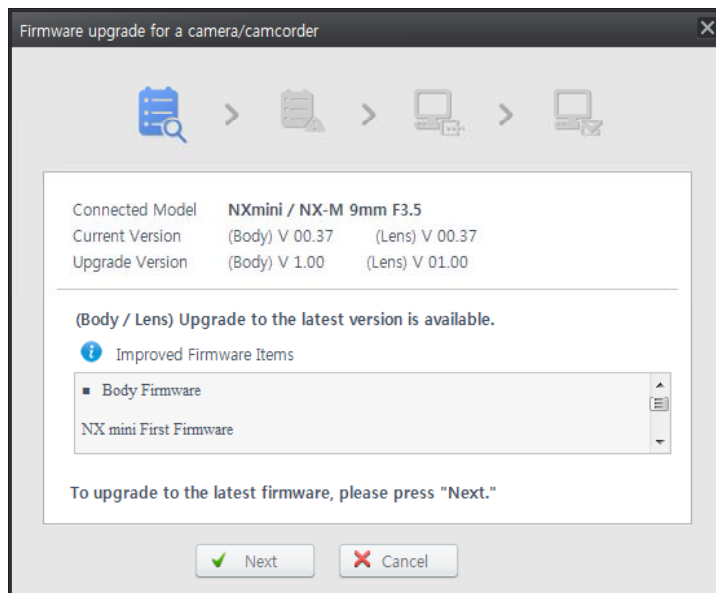 Firmware upgrade for a camera/camcorder
Connected Model NXmini / NX-M 9mm F3.5
Current Version (Body) V 00.37 (Lens) V 00.37
Upgrade Version (Body) V 1.00 (Lens) V 01.00
(Body / Lens) Upgrade to the latest version is available.
Improved Firmware Items
■ Body Firmware
NX mini First Firmware
To upgrade to the latest firmware, please press "Next."
Next Cancel